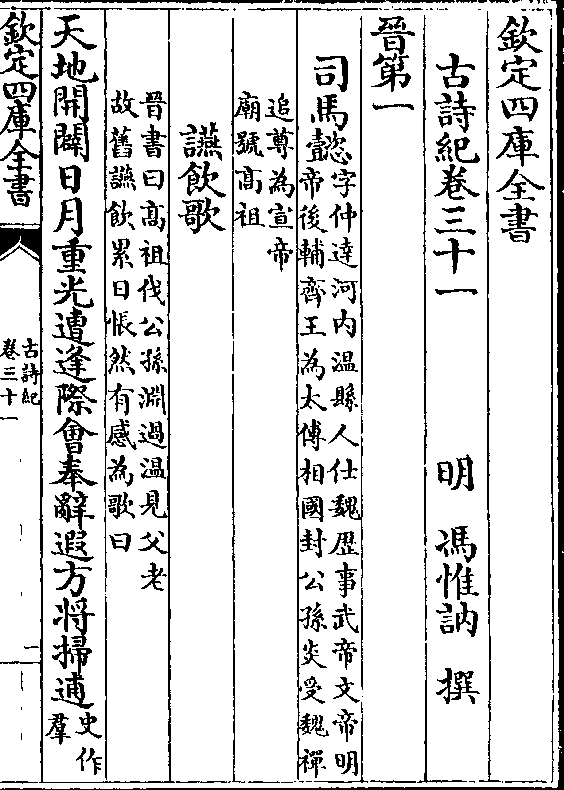 欽定四庫全書
古詩紀卷三十一　明　馮惟訥　撰
晉第一
司馬懿字仲達河内温縣人仕魏歴事武帝文帝明
帝後輔齊王為太傅相國封公孫炎受魏禪
追尊為宣帝
廟號髙祖
讌飲歌
晉書曰髙祖伐公孫淵過温見父老
故舊讌飲累日悵然有感為歌曰
天地開闢日月重光遭逢際會奉辭遐方將掃逋史作
羣
欽定四庫全書
古詩紀
卷三十一
一